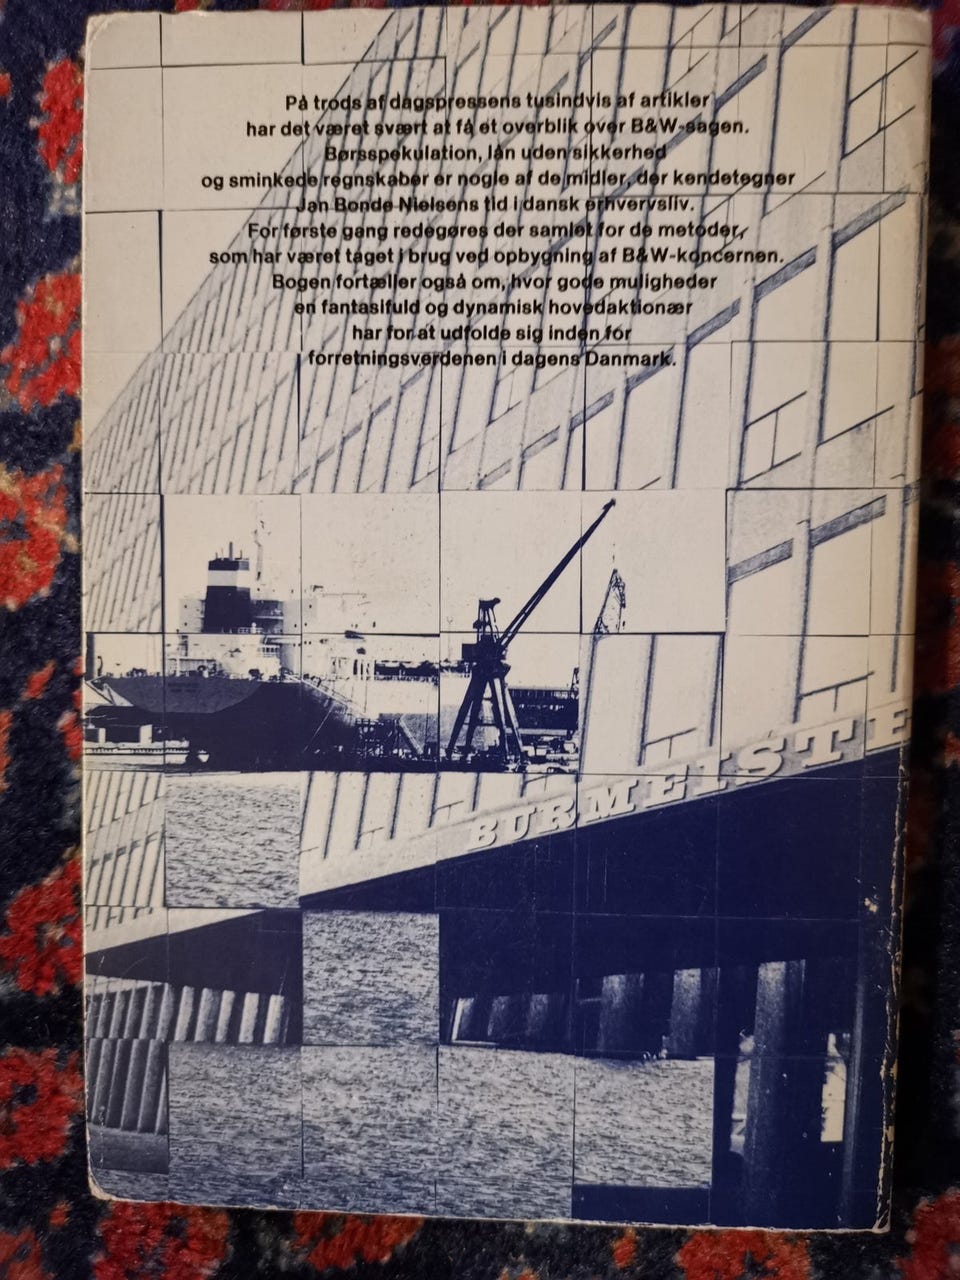 På trods af dagspressens tusindvis af artikler
har det været svært at få et overblik over B&W-sagen.
Børsspekulation, lån uden sikkerhed
og sminkede regnskaber er nogle af de midler, der kendetegner
Jan Bonde Nielsens tid i dansk erhvervsliv.
For første gang redegøres der samlet for de metoder,
som har været taget i brug ved opbygning af B&W-koncernen.
Bogen fortæller også om, hvor gode muligheder
en fantasifuld og dynamisk hovedaktionær
har for at udfolde sig inden for
forretningsverdenen i dagens Danmark.
BURMEISTE